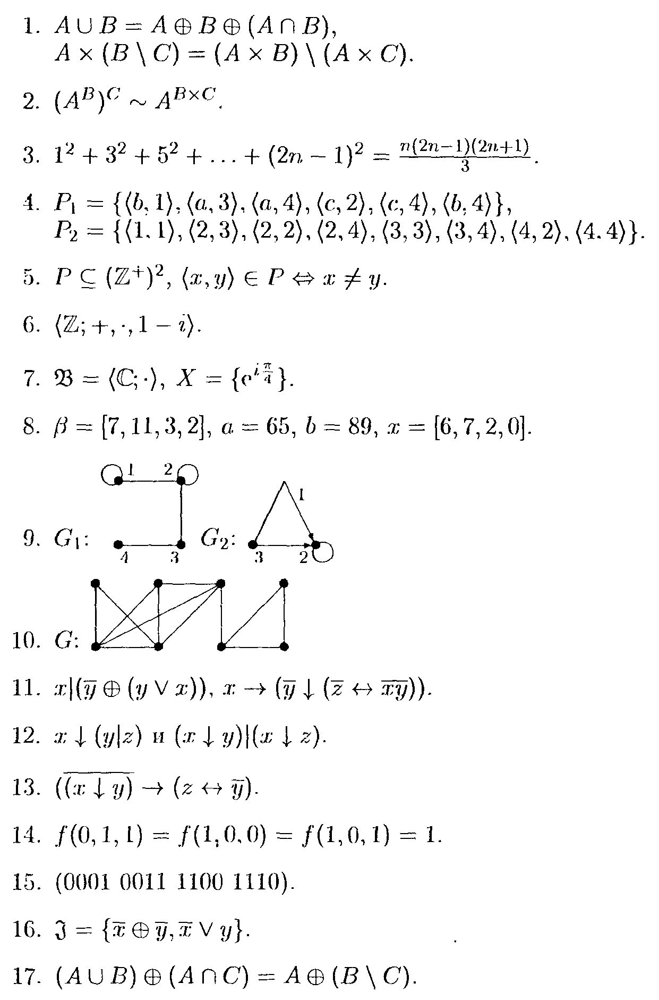 1. A ∪ B = A ⊕ B ⊕ (A ∩ B),
A × (B \ C) = (A × B) \ (A × C).
2. (A^B)^C ∼ A^{B×C}.
3. 1² + 3² + 5² + … + (2n − 1)² = n(2n−1)(2n+1)/3.
4. P₁ = {⟨b, 1⟩, ⟨a, 3⟩, ⟨a, 4⟩, ⟨c, 2⟩, ⟨c, 4⟩, ⟨b, 4⟩},
P₂ = {⟨1, 1⟩, ⟨2, 3⟩, ⟨2, 2⟩, ⟨2, 4⟩, ⟨3, 3⟩, ⟨3, 4⟩, ⟨4, 2⟩, ⟨4, 4⟩}.
5. P ⊆ (ℤ⁺)², ⟨x, y⟩ ∈ P ⇔ x ≠ y.
6. ⟨ℤ; +, ·, 1 − i⟩.
7. 𝔅 = ⟨ℂ; ·⟩, X = {e^{iπ/4}}.
8. β = [7, 11, 3, 2], a = 65, b = 89, x = [6, 7, 2, 0].
1 2
1
9. G₁: G₂:
4 3 3 2
10. G:
11. x|(y̅ ⊕ (y ∨ x)), x → (y̅ ↓ (z̅ ↔ x̅y̅)).
12. x ↓ (y|z) и (x ↓ y)|(x ↓ z).
13. (\overline{(x ↓ y)} → (z ↔ y̅).
14. f(0, 1, 1) = f(1, 0, 0) = f(1, 0, 1) = 1.
15. (0001 0011 1100 1110).
16. 𝔍 = {x̅ ⊕ y̅, x̅ ∨ y}.
17. (A ∪ B) ⊕ (A ∩ C) = A ⊕ (B \ C).